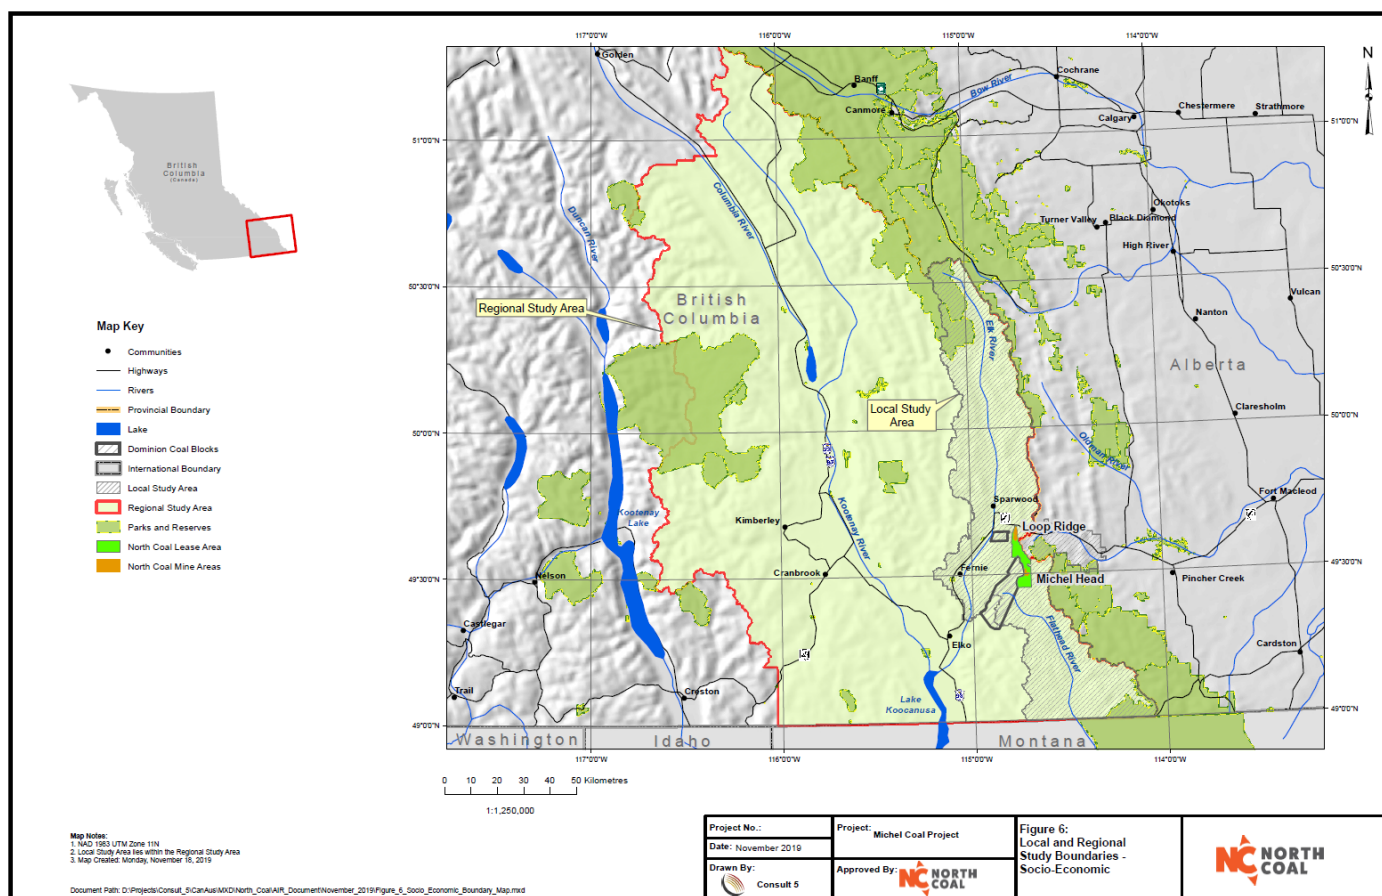 117°0'0"W
116°0'0"W
115°0'0"W
114°0'0"W
N
Golden
Banff
Cochrane
Bow River
Canmore
Chestermere
Strathmore
Calgary
51°0'0"N
51°0'0"N
British
Columbia
(Canada)
Duncan River
Columbia River
Okotoks
Turner Valley
Black Diamond
High River
50°30'0"N
50°30'0"N
Regional Study Area
British
Columbia
Elk River
Vulcan
Nanton
Alberta
Map Key
Communities
Highways
Rivers
Provincial Boundary
Lake
Dominion Coal Blocks
International Boundary
Local Study Area
Regional Study Area
Parks and Reserves
North Coal Lease Area
North Coal Mine Areas
Local Study
Area
Claresholm
50°0'0"N
50°0'0"N
Oldman River
Fort Macleod
Kootenay
Lake
Kimberley
Kootenay River
Sparwood
Loop Ridge
49°30'0"N
49°30'0"N
Nelson
Cranbrook
Fernie
Michel Head
Pincher Creek
Castlegar
Elko
Flathead River
Cardston
Trail
Creston
Lake
Koocanusa
49°0'0"N
49°0'0"N
Washington
Idaho
Montana
117°0'0"W
116°0'0"W
115°0'0"W
114°0'0"W
0 10 20 30 40 50 Kilometres
1:1,250,000
Map Notes:
1. NAD 1983 UTM Zone 11N
2. Local Study Area lies within the Regional Study Area
3. Map Created: Monday, November 18, 2019
Document Path: D:\Projects\Consult_5\CanAus\MXD\North_Coal\AIR_Document\November_2019\Figure_6_Socio_Economic_Boundary_Map.mxd
Project No.:
Date: November 2019
Drawn By:
Consult 5
Project: Michel Coal Project
Approved By:
NC NORTH
COAL
Figure 6:
Local and Regional
Study Boundaries -
Socio-Economic
NC NORTH
COAL